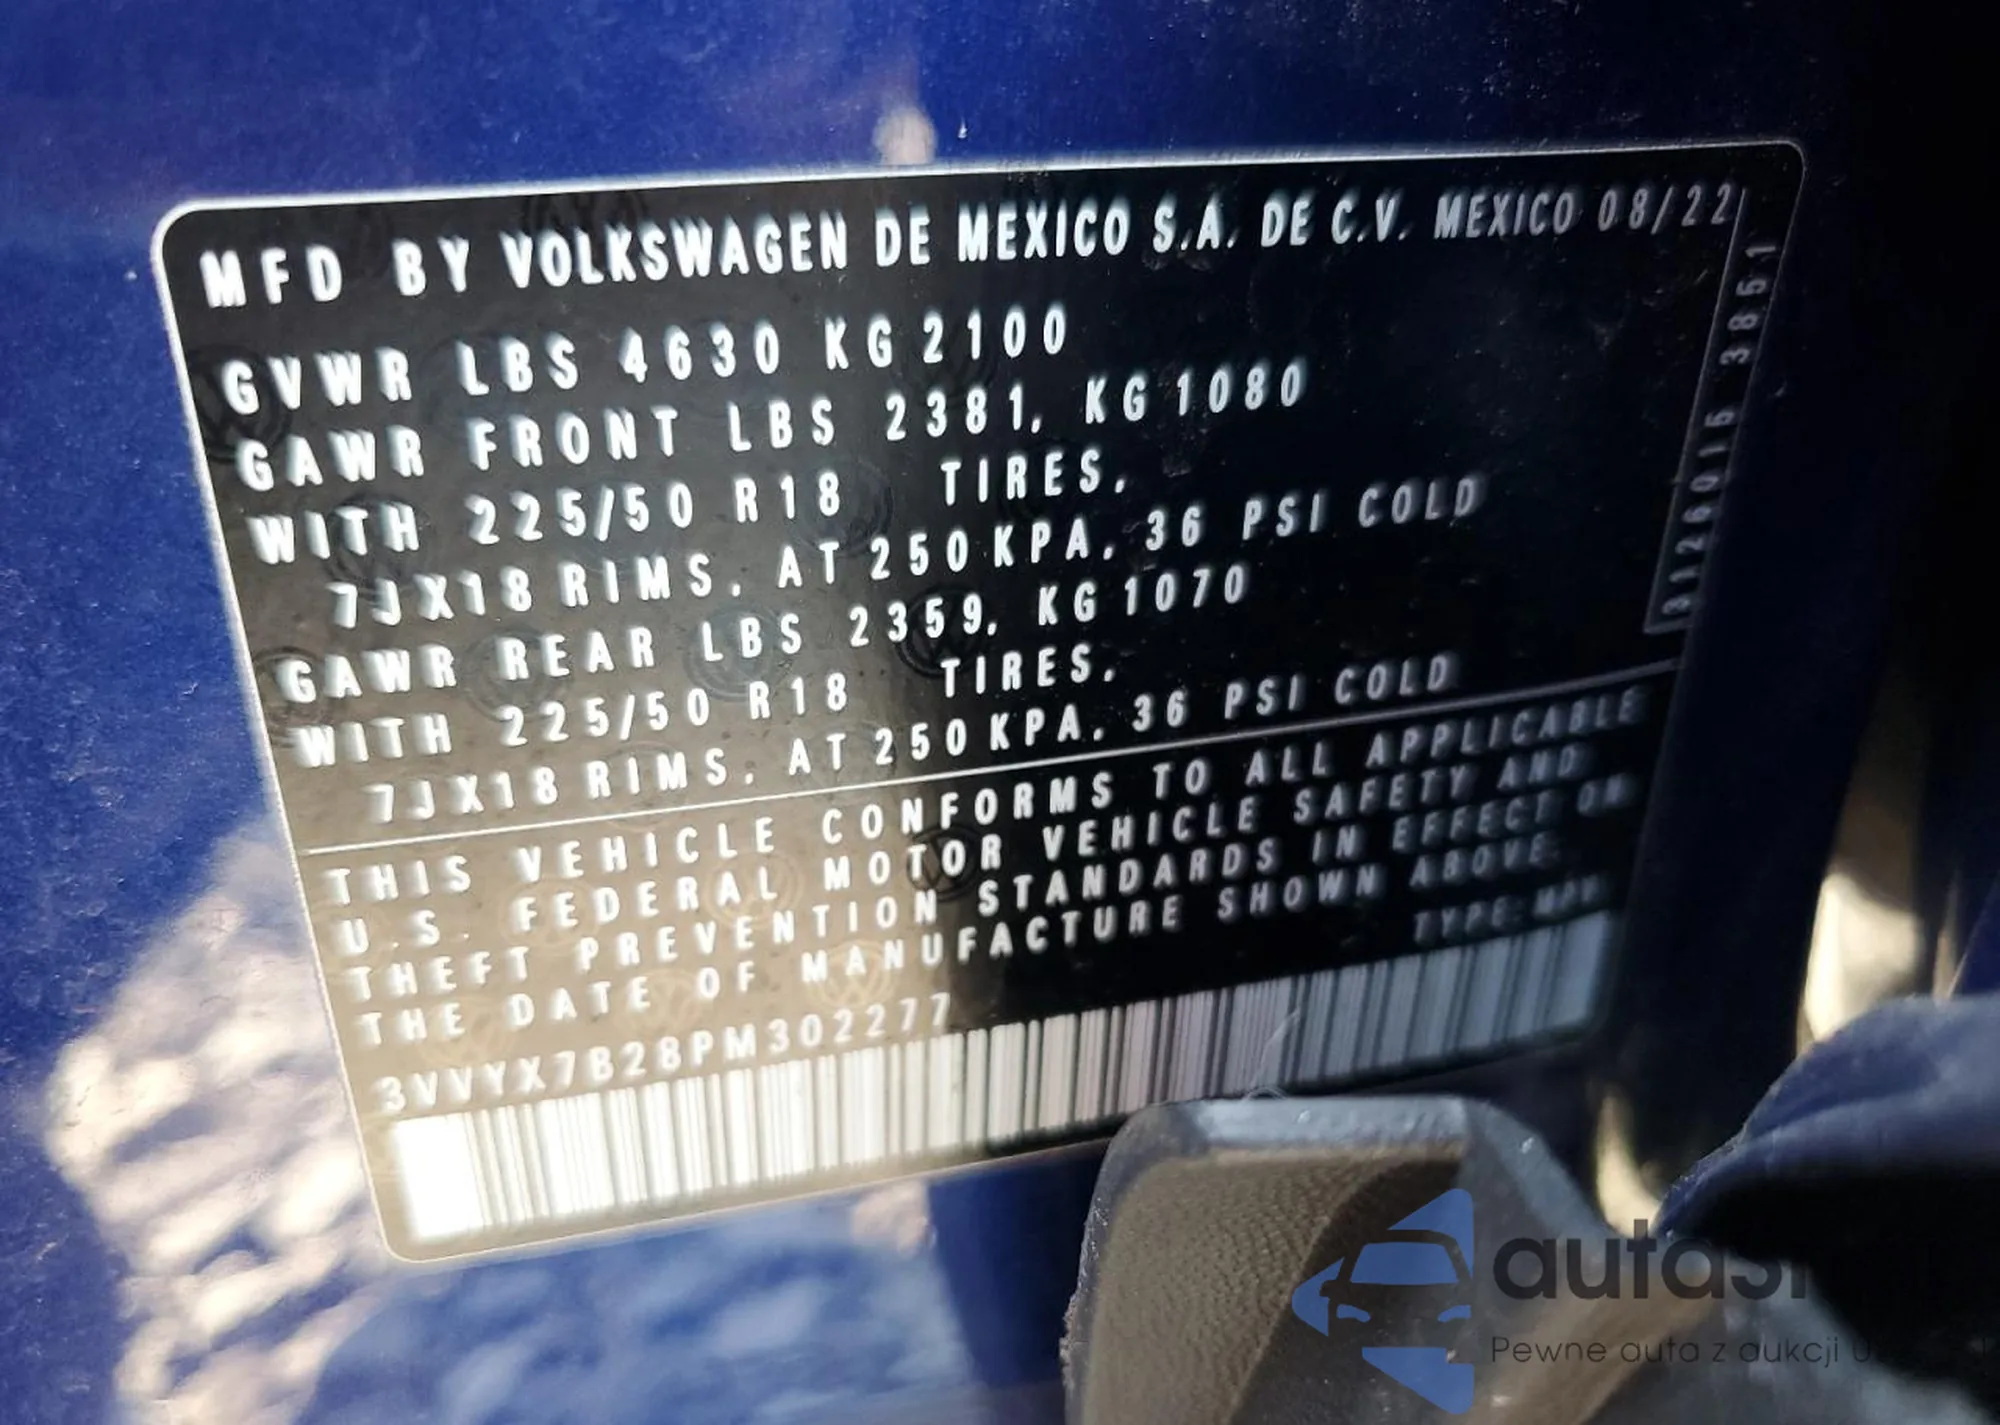 MFD BY VOLKSWAGEN DE MEXICO S.A. DE C.V. MEXICO 08/22
GVWR LBS 4630 KG 2100
GAWR FRONT LBS 2381, KG 1080
WITH 225/50 R18 TIRES,
7JX18 RIMS, AT 250 KPA, 36 PSI COLD
GAWR REAR LBS 2359, KG 1070
WITH 225/50 R18 TIRES,
7JX18 RIMS, AT 250 KPA, 36 PSI COLD
THIS VEHICLE CONFORMS TO ALL APPLICABLE
U.S. FEDERAL MOTOR VEHICLE SAFETY AND
THEFT PREVENTION STANDARDS IN EFFECT ON
THE DATE OF MANUFACTURE SHOWN ABOVE.
TYPE: MPV
3VVYX7B28PM302277
Pewne auta z aukcji